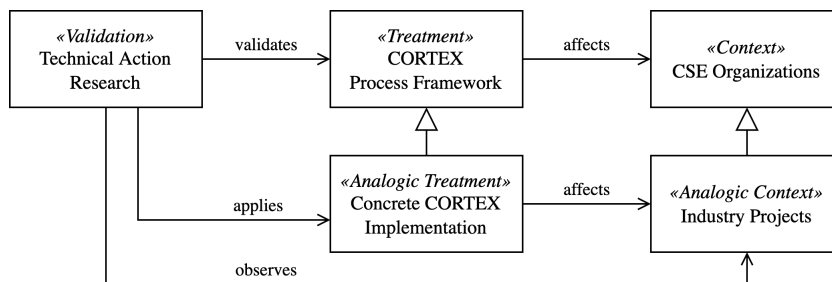 «Validation»
Technical Action
Research
validates
«Treatment»
CORTEX
Process Framework
affects
«Context»
CSE Organizations
applies
«Analogic Treatment»
Concrete CORTEX
Implementation
affects
«Analogic Context»
Industry Projects
observes